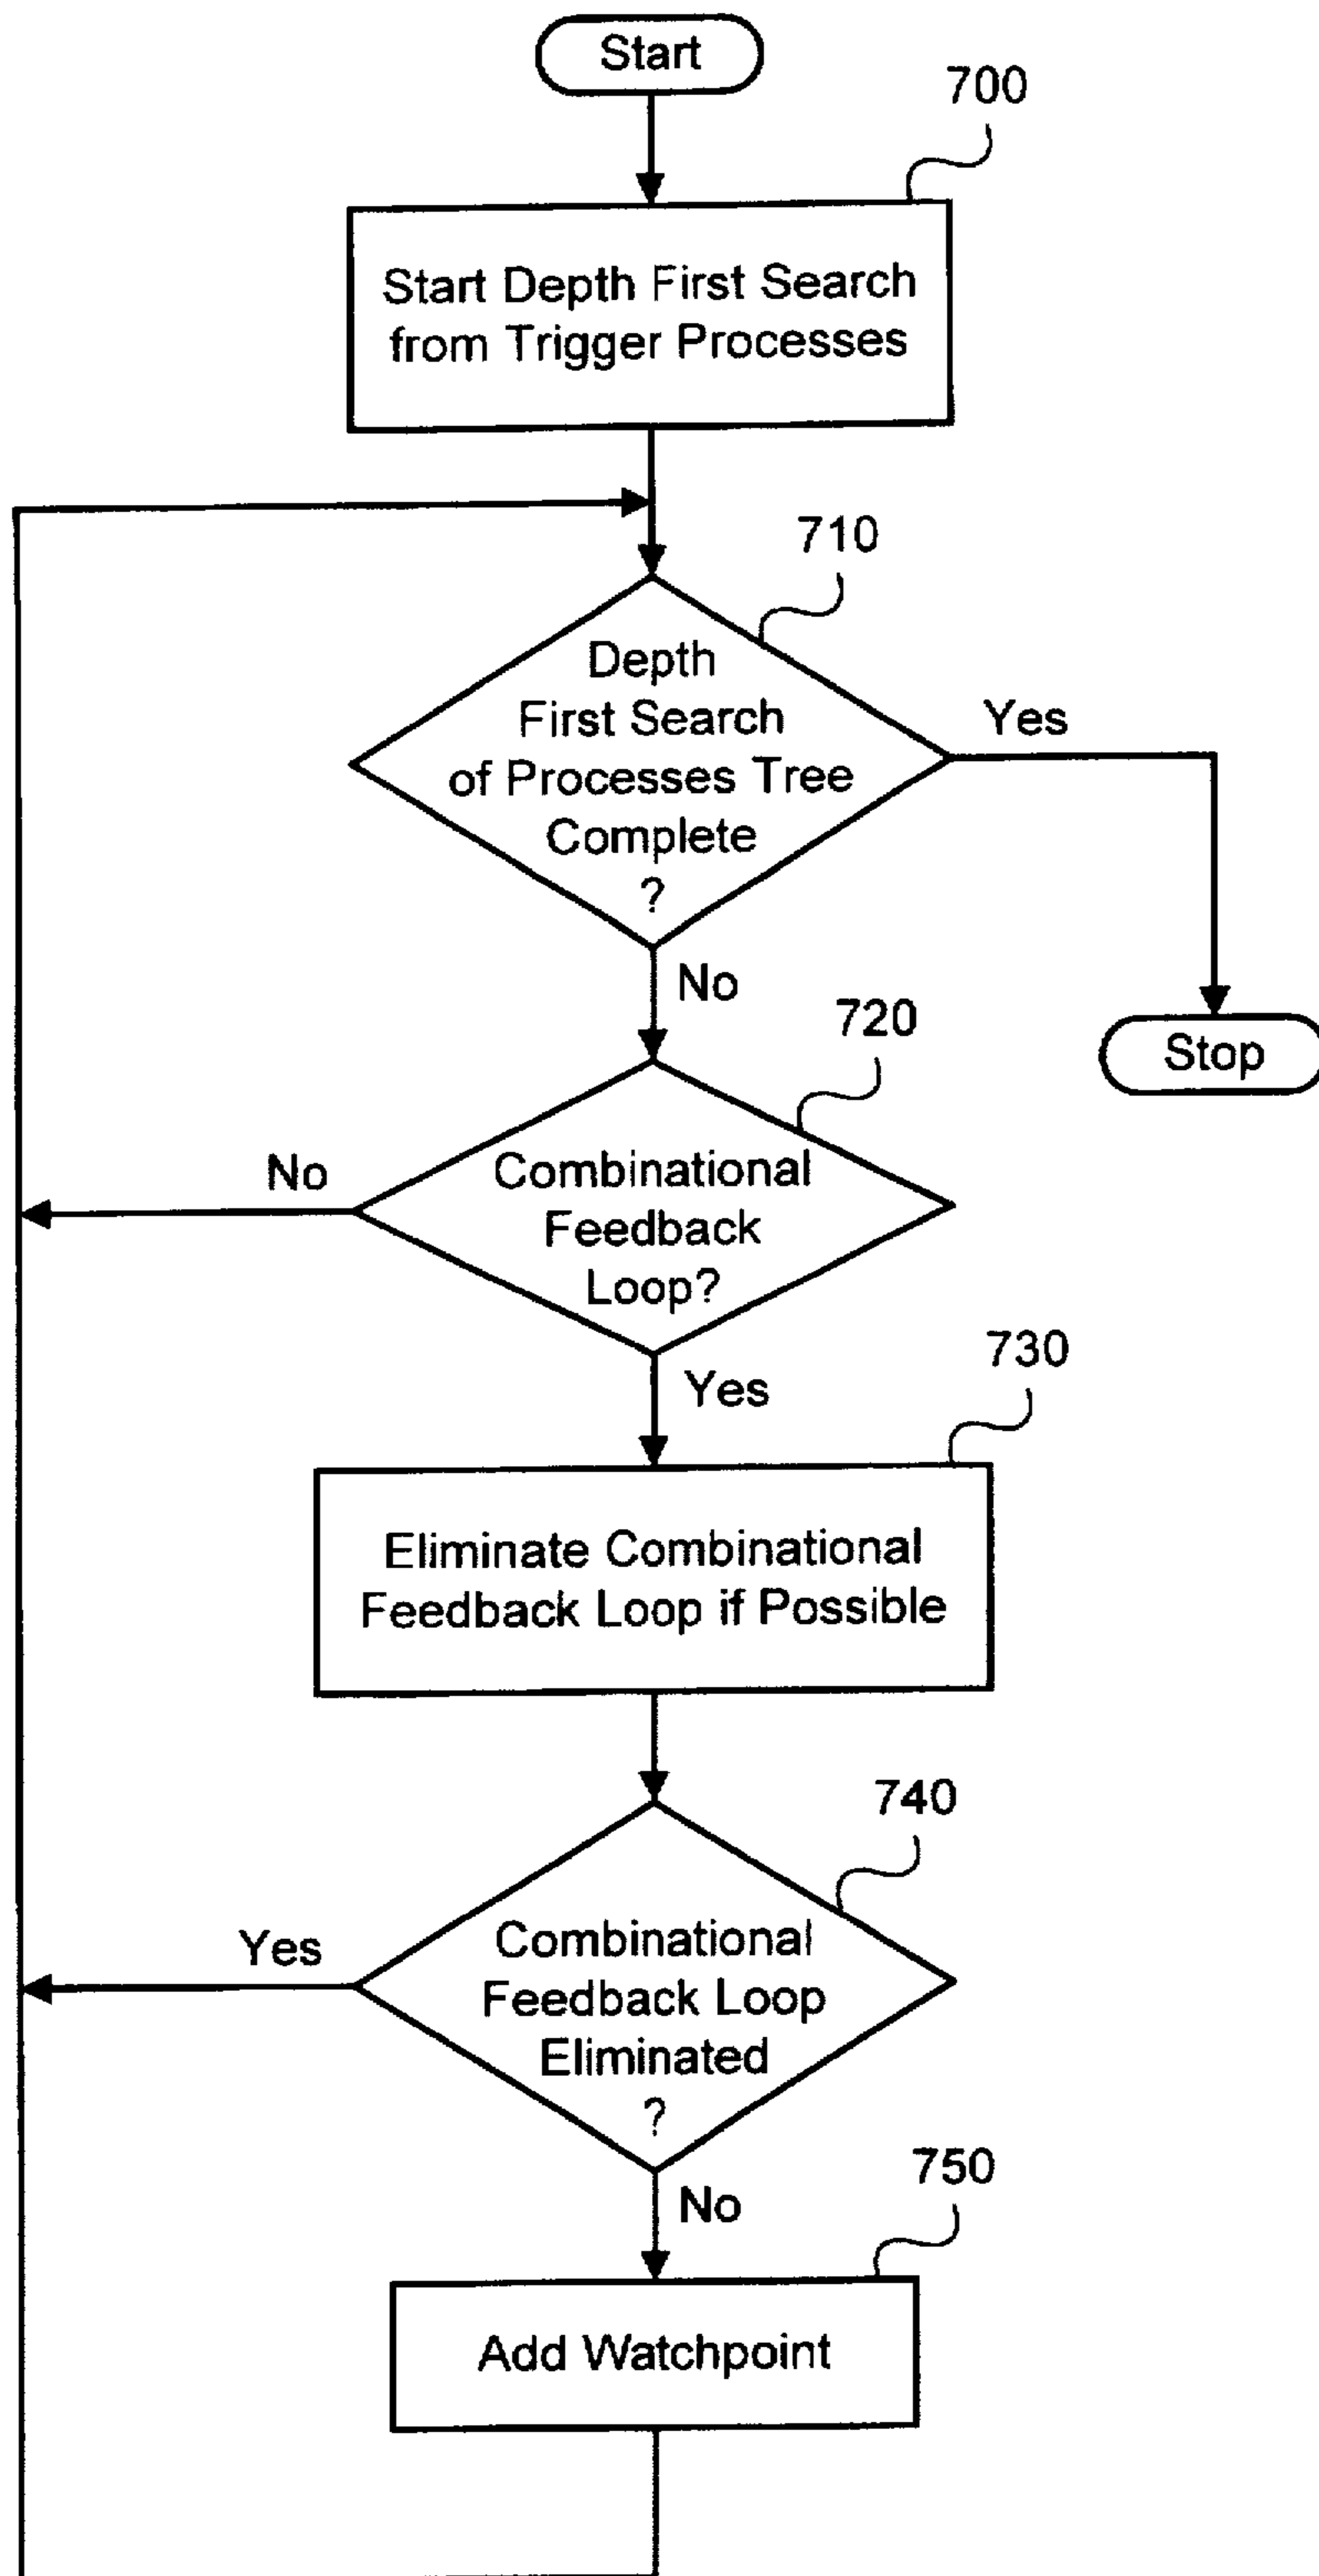 Start
700
Start Depth First Search
from Trigger Processes
710
Depth
First Search
of Processes Tree
Complete
?
Yes
No
Stop
720
Combinational
Feedback
Loop?
No
Yes
730
Eliminate Combinational
Feedback Loop if Possible
740
Combinational
Feedback Loop
Eliminated
?
Yes
No
750
Add Watchpoint